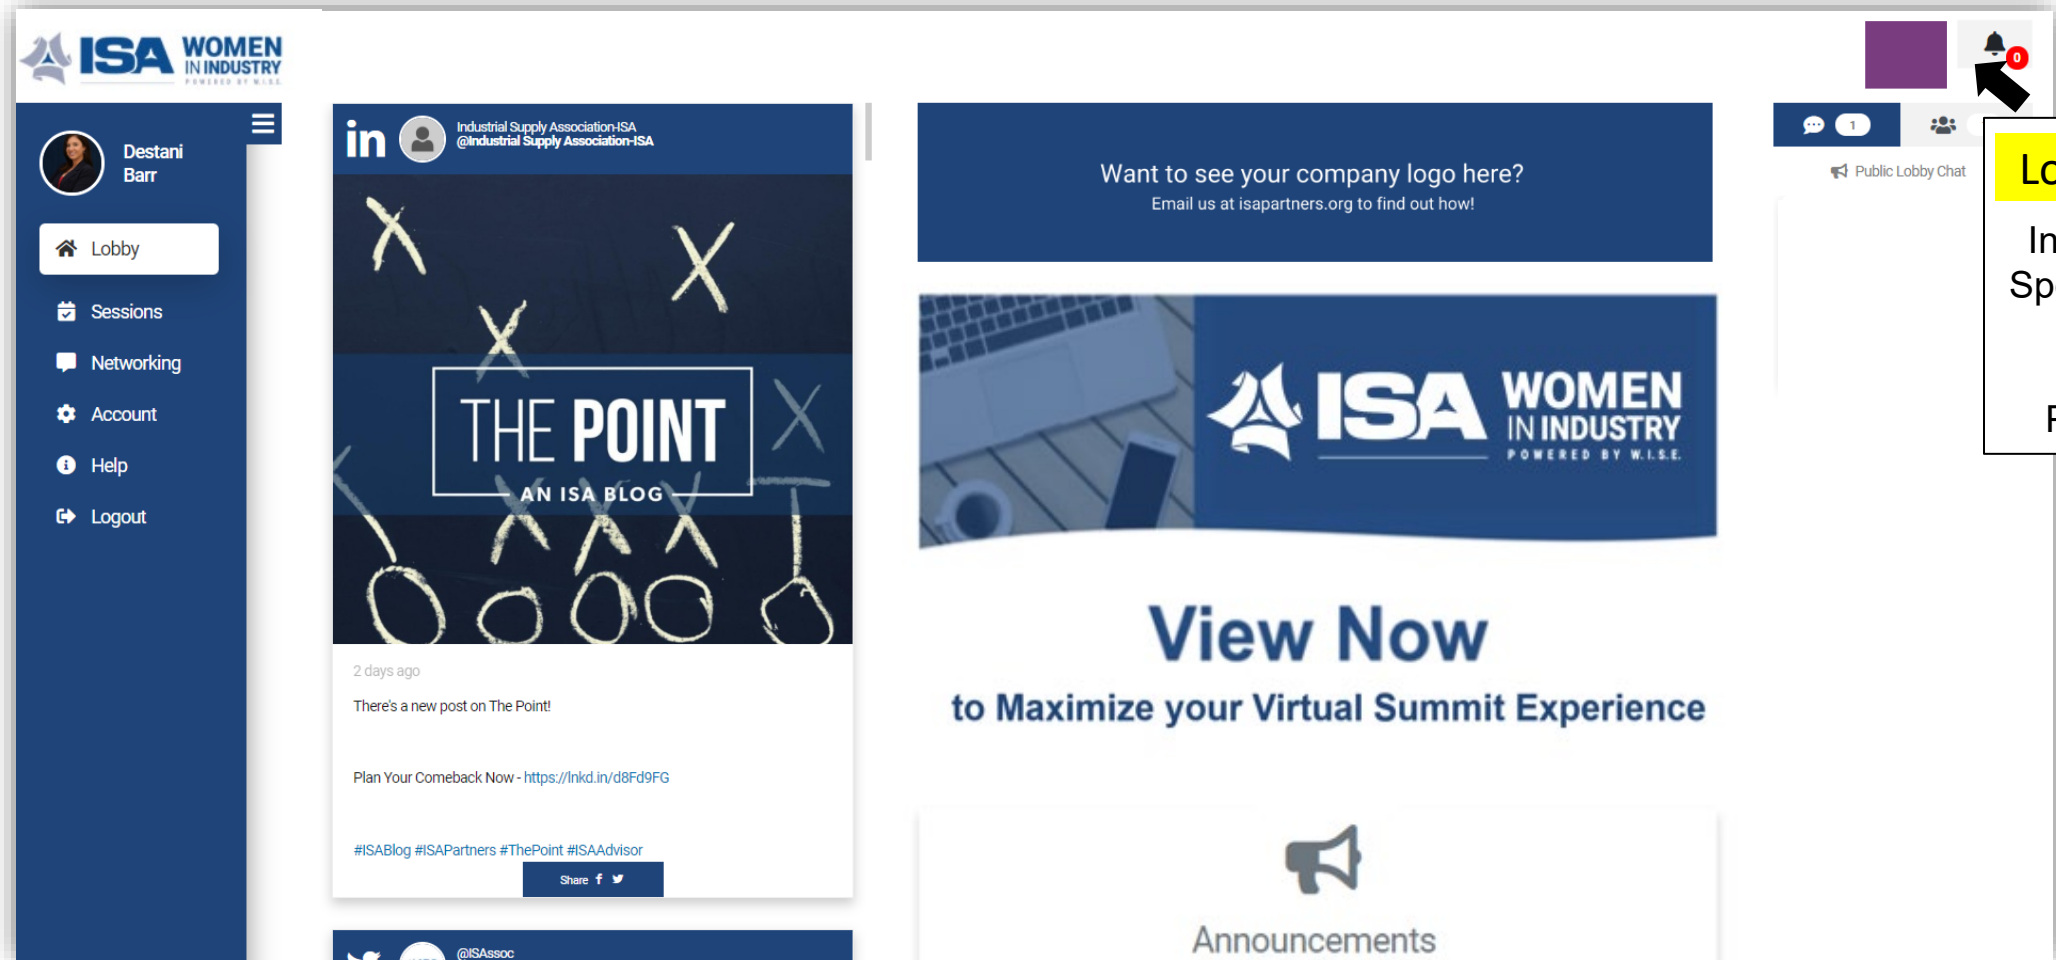 ISA WOMEN
IN INDUSTRY
POWERED BY W.I.S.E.
0
Destani
Barr
Lobby
Sessions
Networking
Account
Help
Logout
in
Industrial Supply Association-ISA
@Industrial Supply Association-ISA
THE POINT
AN ISA BLOG
2 days ago
There's a new post on The Point!
Plan Your Comeback Now - https://lnkd.in/d8Fd9FG
#ISABlog #ISAPartners #ThePoint #ISAAdvisor
Share f
@ISAssoc
Want to see your company logo here?
Email us at isapartners.org to find out how!
ISA WOMEN
IN INDUSTRY
POWERED BY W.I.S.E.
View Now
to Maximize your Virtual Summit Experience
Announcements
1
Public Lobby Chat